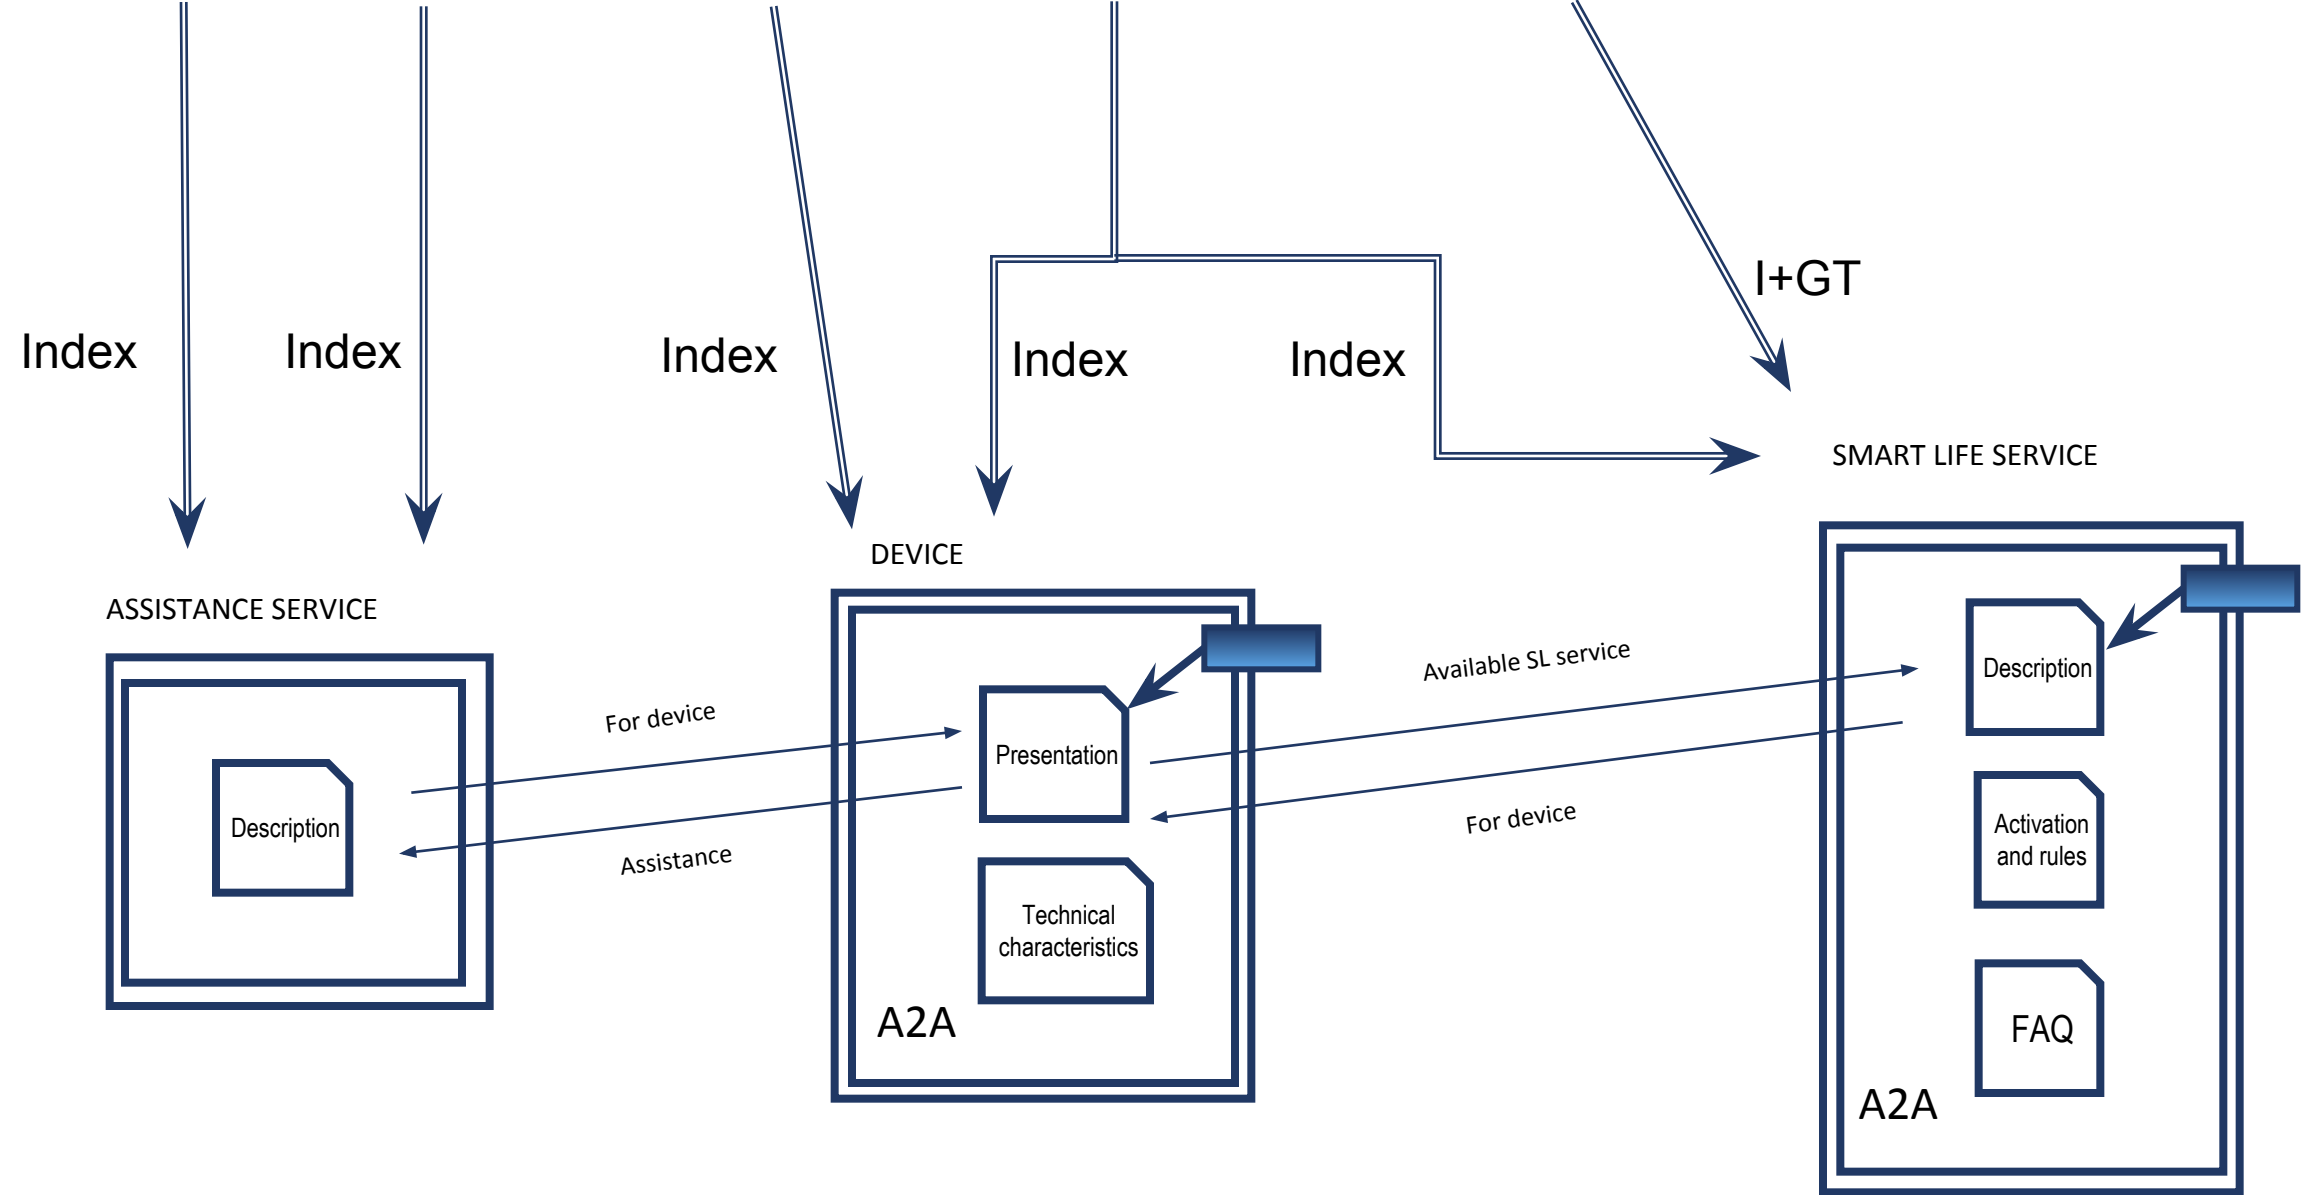 I+GT
Index
Index
Index
Index
Index
SMART LIFE SERVICE
DEVICE
ASSISTANCE SERVICE
For device
Available SL service
Description
Presentation
Description
Assistance
For device
Activation
and rules
Technical
characteristics
A2A
FAQ
A2A